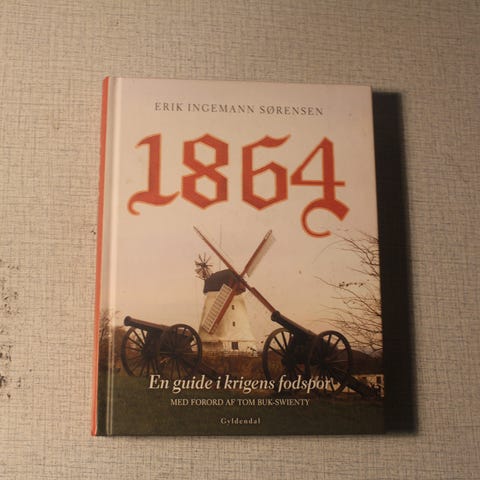 ERIK INGEMANN SØRENSEN
1864
En guide i krigens fodspor
MED FORORD AF TOM BUK-SWIENTY
Gyldendal